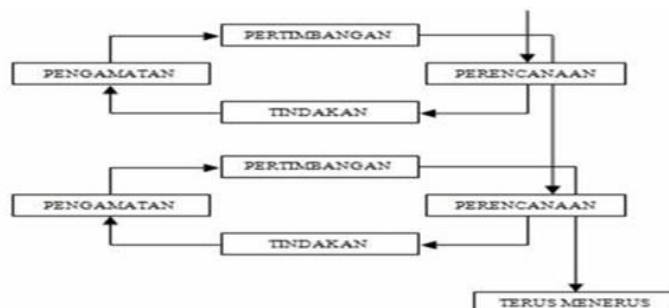 PERTIMBANGAN
PENGAMATAN
PERENCANAAN
TINDAKAN
PERTIMBANGAN
PENGAMATAN
PERENCANAAN
TINDAKAN
TERUS MENERUS